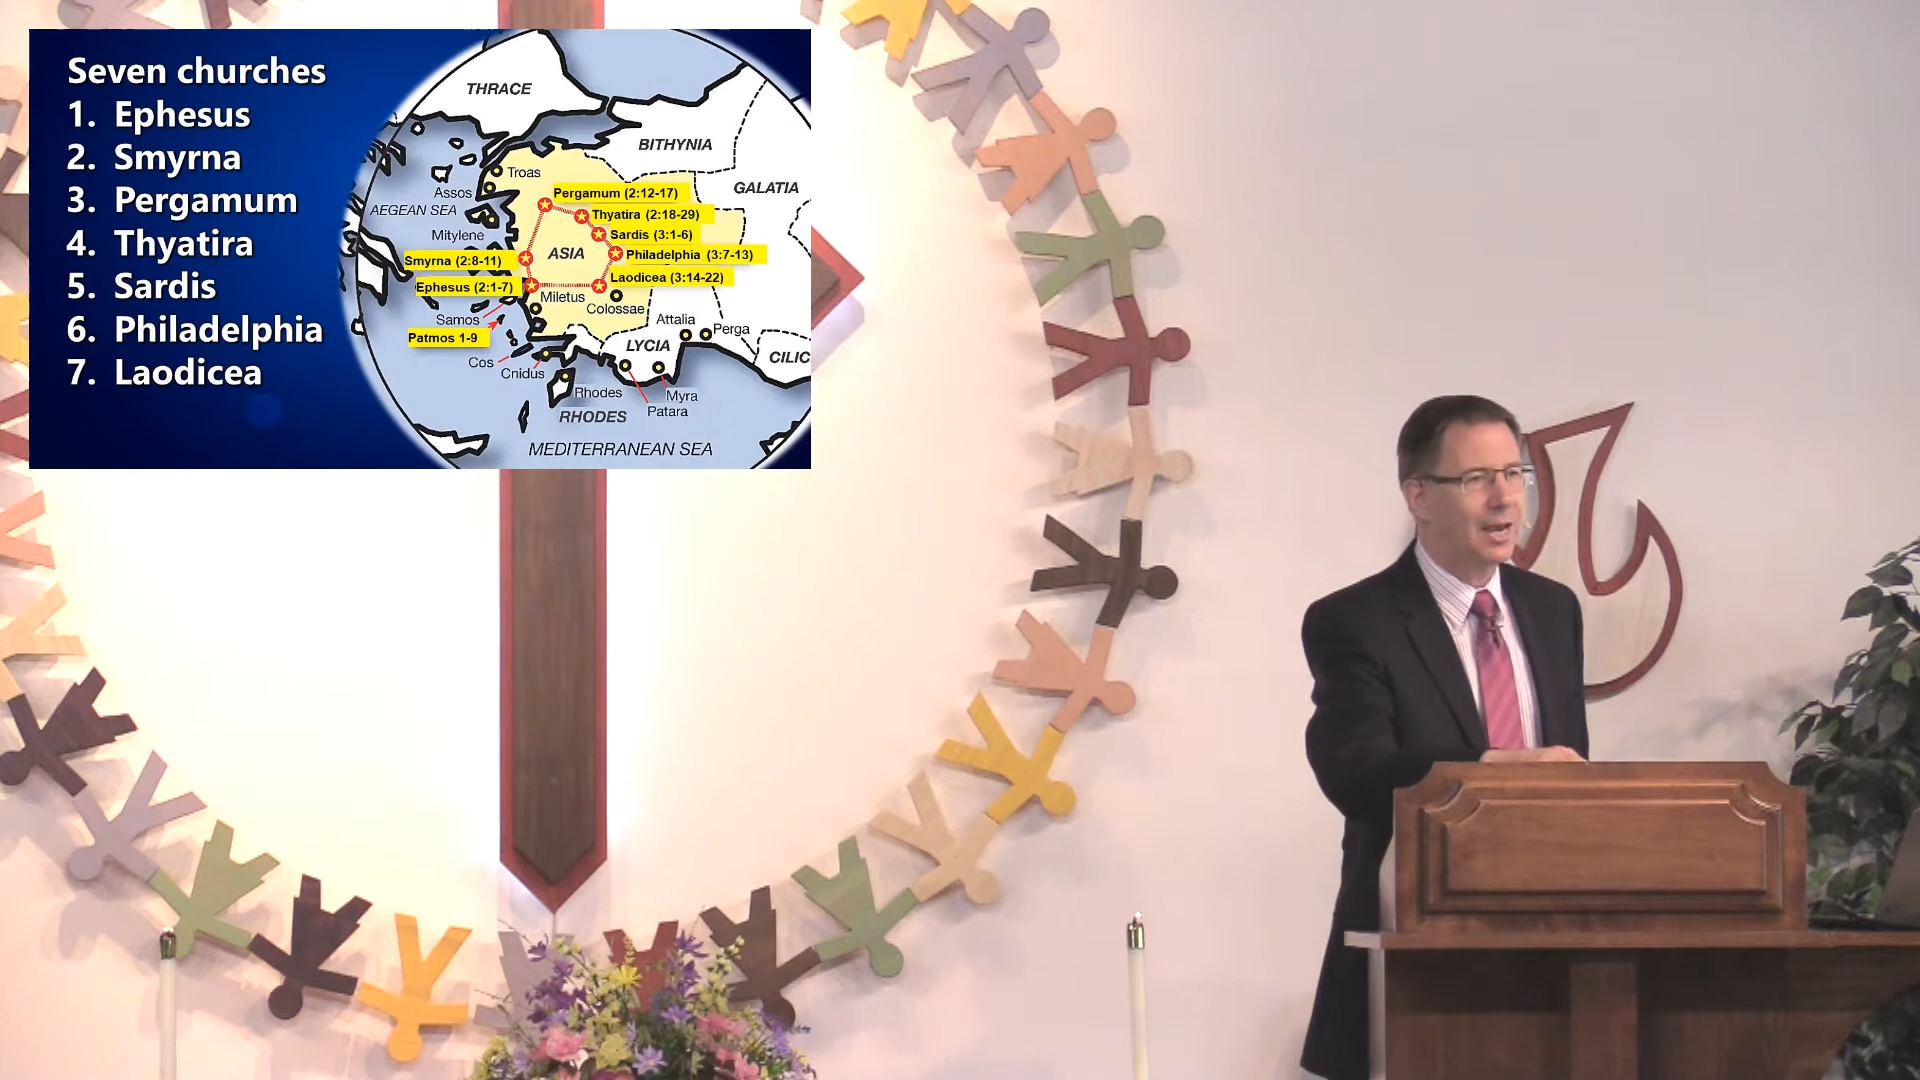 Seven churches
1. Ephesus
2. Smyrna
3. Pergamum
4. Thyatira
5. Sardis
6. Philadelphia
7. Laodicea
THRACE
BITHYNIA
GALATIA
Troas
Assos
Pergamum (2:12-17)
AEGEAN SEA
Thyatira (2:18-29)
Mitylene
Sardis (3:1-6)
ASIA
Philadelphia (3:7-13)
Smyrna (2:8-11)
Laodicea (3:14-22)
Ephesus (2:1-7)
Miletus
Colossae
Samos
Attalia
Perga
Patmos 1-9
LYCIA
CILIC
Cos
Cnidus
Rhodes
Myra
Patara
RHODES
MEDITERRANEAN SEA